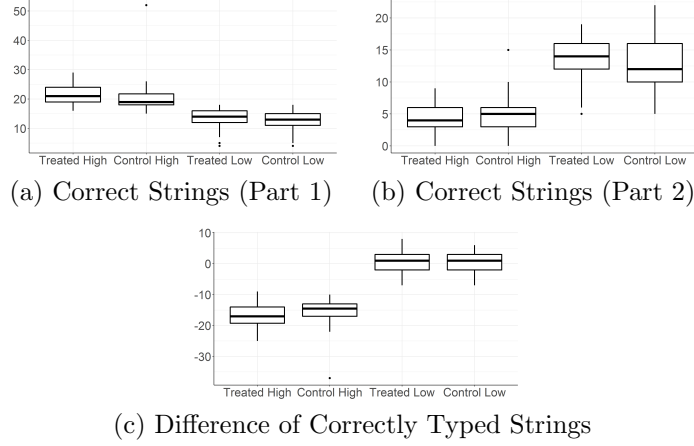 50
40
30
20
10
Treated High Control High Treated Low Control Low
(a) Correct Strings (Part 1)
20
15
10
5
0
Treated High Control High Treated Low Control Low
(b) Correct Strings (Part 2)
10
0
-10
-20
-30
Treated High Control High Treated Low Control Low
(c) Difference of Correctly Typed Strings